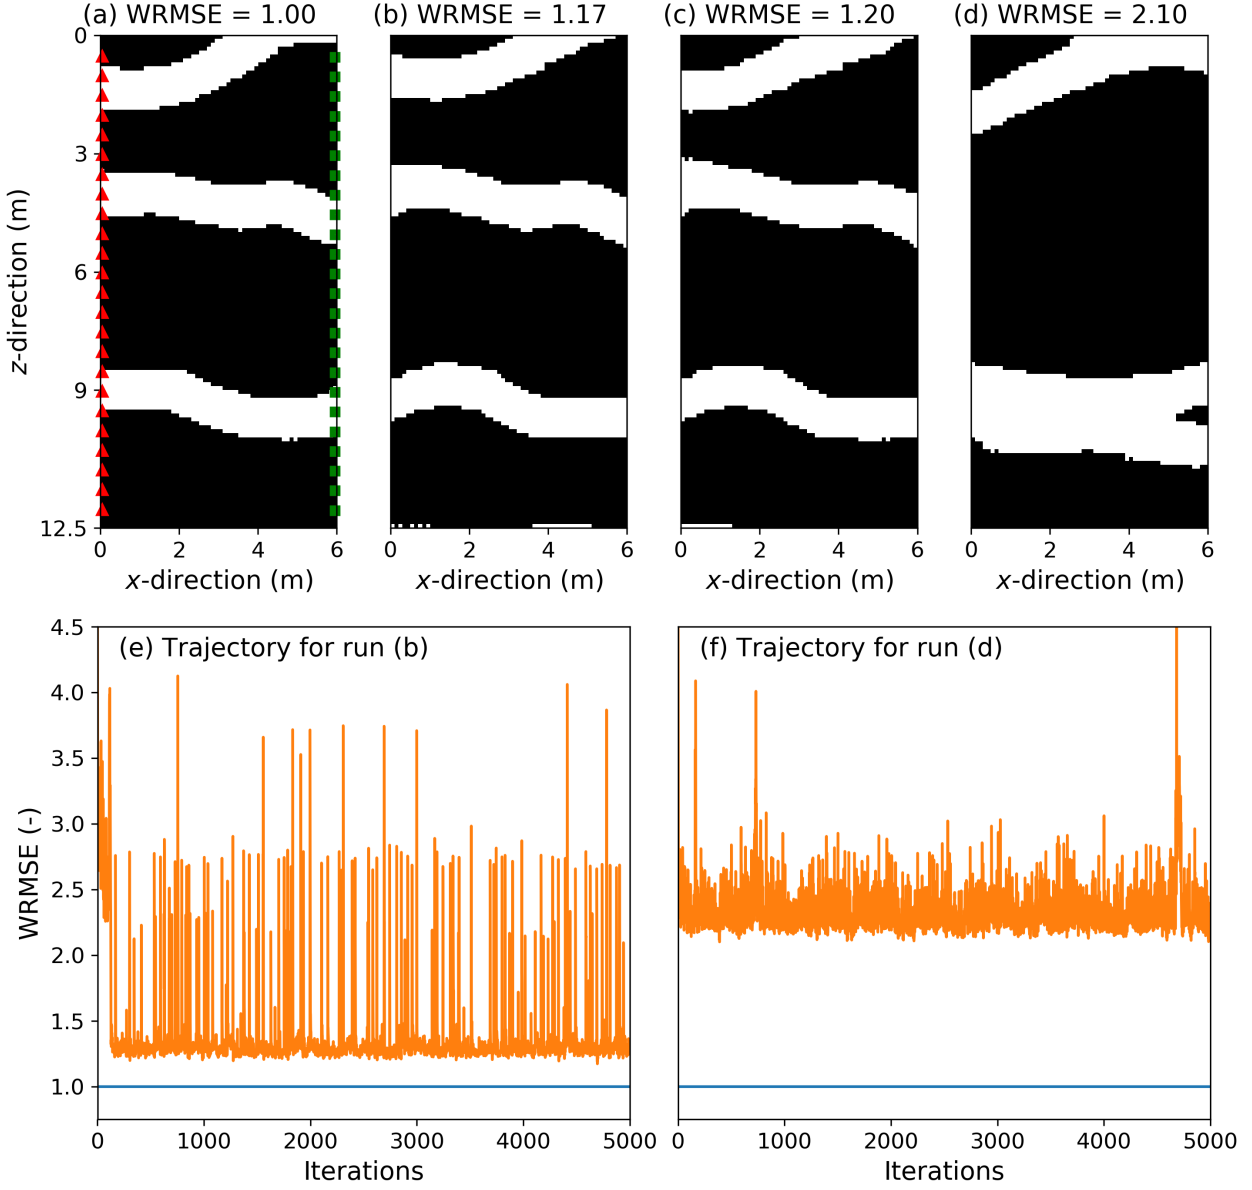 (a) WRMSE = 1.00
(b) WRMSE = 1.17
(c) WRMSE = 1.20
(d) WRMSE = 2.10
0
3
6
9
12.5
z-direction (m)
0 2 4 6
0 2 4 6
0 2 4 6
0 2 4 6
x-direction (m)
x-direction (m)
x-direction (m)
x-direction (m)
(e) Trajectory for run (b)
(f) Trajectory for run (d)
4.5
4.0
3.5
3.0
2.5
2.0
1.5
1.0
WRMSE (-)
0 1000 2000 3000 4000 5000
0 1000 2000 3000 4000 5000
Iterations
Iterations